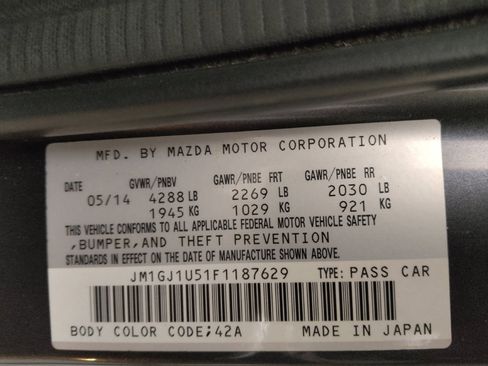 MFD. BY MAZDA MOTOR CORPORATION
DATE GVWR/PNBV GAWR/PNBE FRT GAWR/PNBE RR
05/14 4288 LB 2269 LB 2030 LB
1945 KG 1029 KG 921 KG
THIS VEHICLE CONFORMS TO ALL APPLICABLE FEDERAL MOTOR VEHICLE SAFETY
,BUMPER,AND THEFT PREVENTION
STANDARDS IN EFFECT ON THE DATE OF MANUFACTURE SHOWN ABOVE.
JM1GJ1U51F1187629 TYPE: PASS CAR
BODY COLOR CODE;42A MADE IN JAPAN